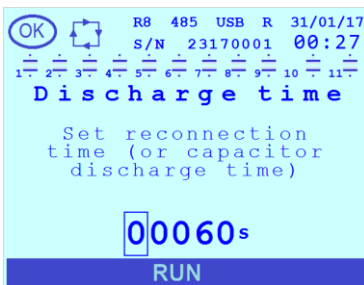 OK R8 485 USB R 31/01/17
S/N 23170001 00:27
1 2 3 4 5 6 7 8 9 10 11
Discharge time
Set reconnection
time (or capacitor
discharge time)
00060s
RUN